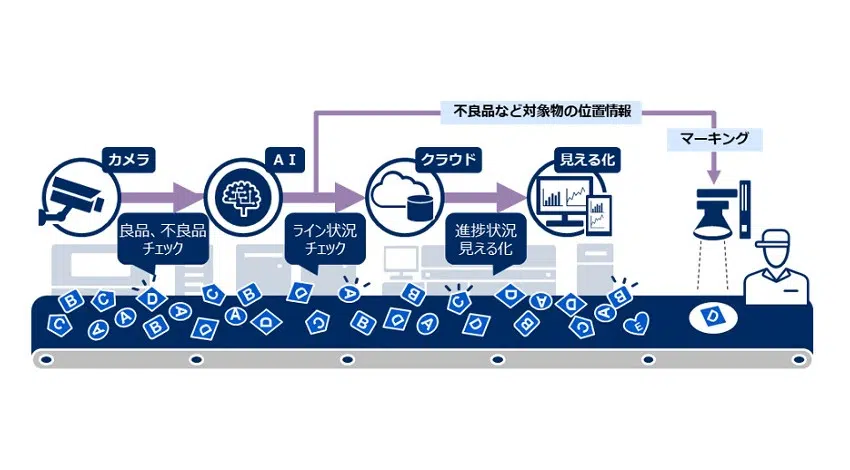 不良品など対象物の位置情報
マーキング
カメラ
AI
クラウド
見える化
良品、不良品
チェック
ライン状況
チェック
進捗状況
見える化
B C D C B D A B C D A D B
C A A B A D A D C B D A D B C A E D